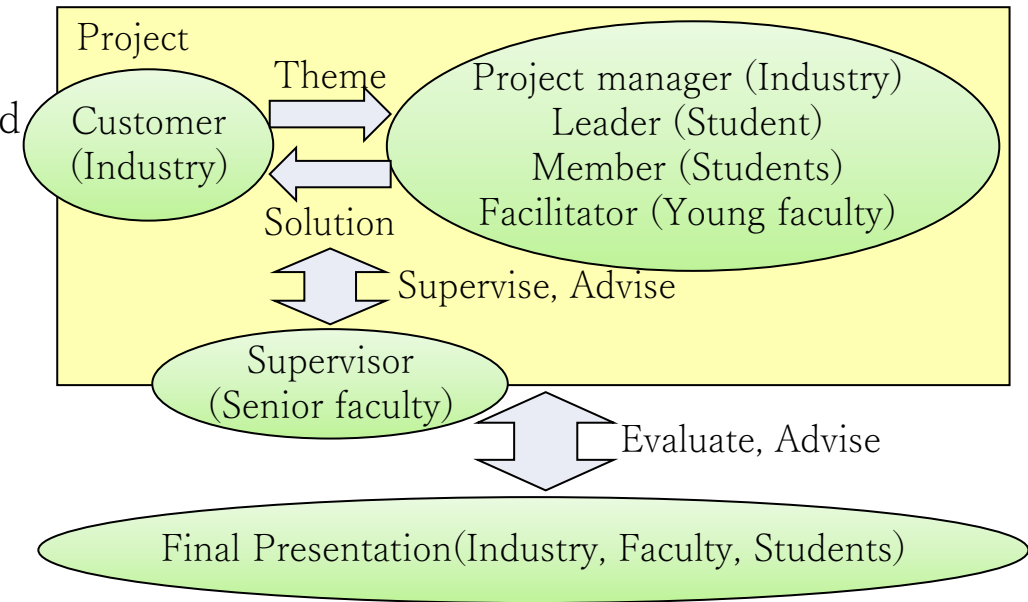 Project
Theme
d
Customer
(Industry)
Solution
Project manager (Industry)
Leader (Student)
Member (Students)
Facilitator (Young faculty)
Supervise, Advise
Supervisor
(Senior faculty)
Evaluate, Advise
Final Presentation(Industry, Faculty, Students)